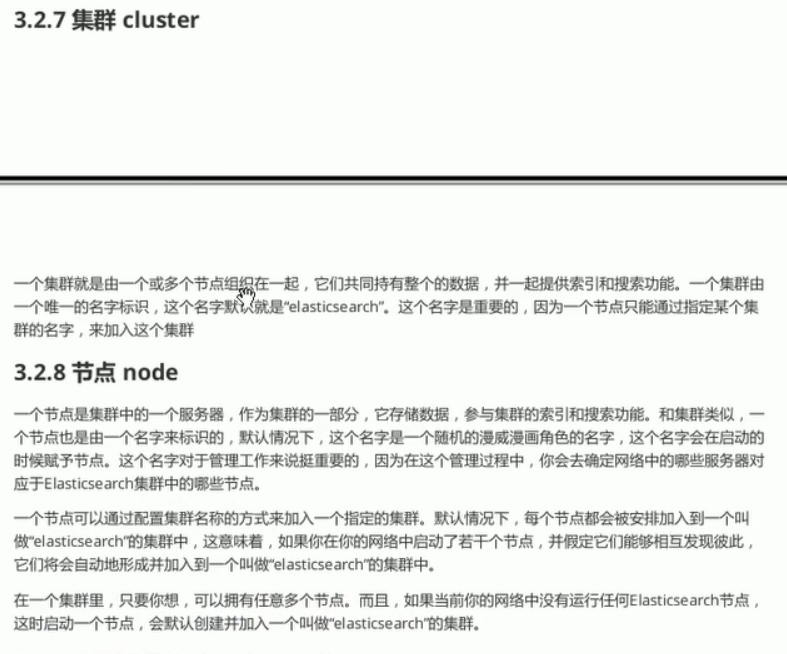 3.2.7 集群 cluster
一个集群就是由一个或多个节点组织在一起，它们共同持有整个的数据，并一起提供索引和搜索功能。一个集群由
一个唯一的名字标识，这个名字默认就是“elasticsearch”。这个名字是重要的，因为一个节点只能通过指定某个集
群的名字，来加入这个集群
3.2.8 节点 node
一个节点是集群中的一个服务器，作为集群的一部分，它存储数据，参与集群的索引和搜索功能。和集群类似，一
个节点也是由一个名字来标识的，默认情况下，这个名字是一个随机的漫威漫画角色的名字，这个名字会在启动的
时候赋予节点。这个名字对于管理工作来说挺重要的，因为在这个管理过程中，你会去确定网络中的哪些服务器对
应于Elasticsearch集群中的哪些节点。
一个节点可以通过配置集群名称的方式来加入一个指定的集群。默认情况下，每个节点都会被安排加入到一个叫
做“elasticsearch”的集群中，这意味着，如果你在你的网络中启动了若干个节点，并假定它们能够相互发现彼此，
它们将会自动地形成并加入到一个叫做“elasticsearch”的集群中。
在一个集群里，只要你想，可以拥有任意多个节点。而且，如果当前你的网络中没有运行任何Elasticsearch节点，
这时启动一个节点，会默认创建并加入一个叫做“elasticsearch”的集群。